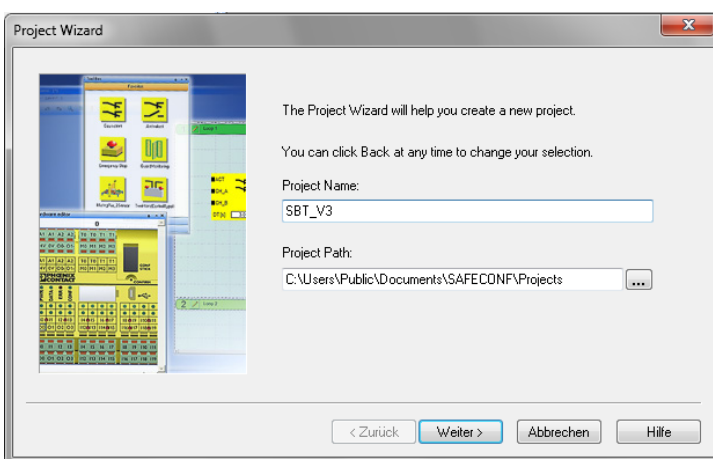 Project Wizard
The Project Wizard will help you create a new project.
You can click Back at any time to change your selection.
Project Name:
SBT_V3
Project Path:
C:\Users\Public\Documents\SAFECONF\Projects
...
< Zurück
Weiter >
Abbrechen
Hilfe